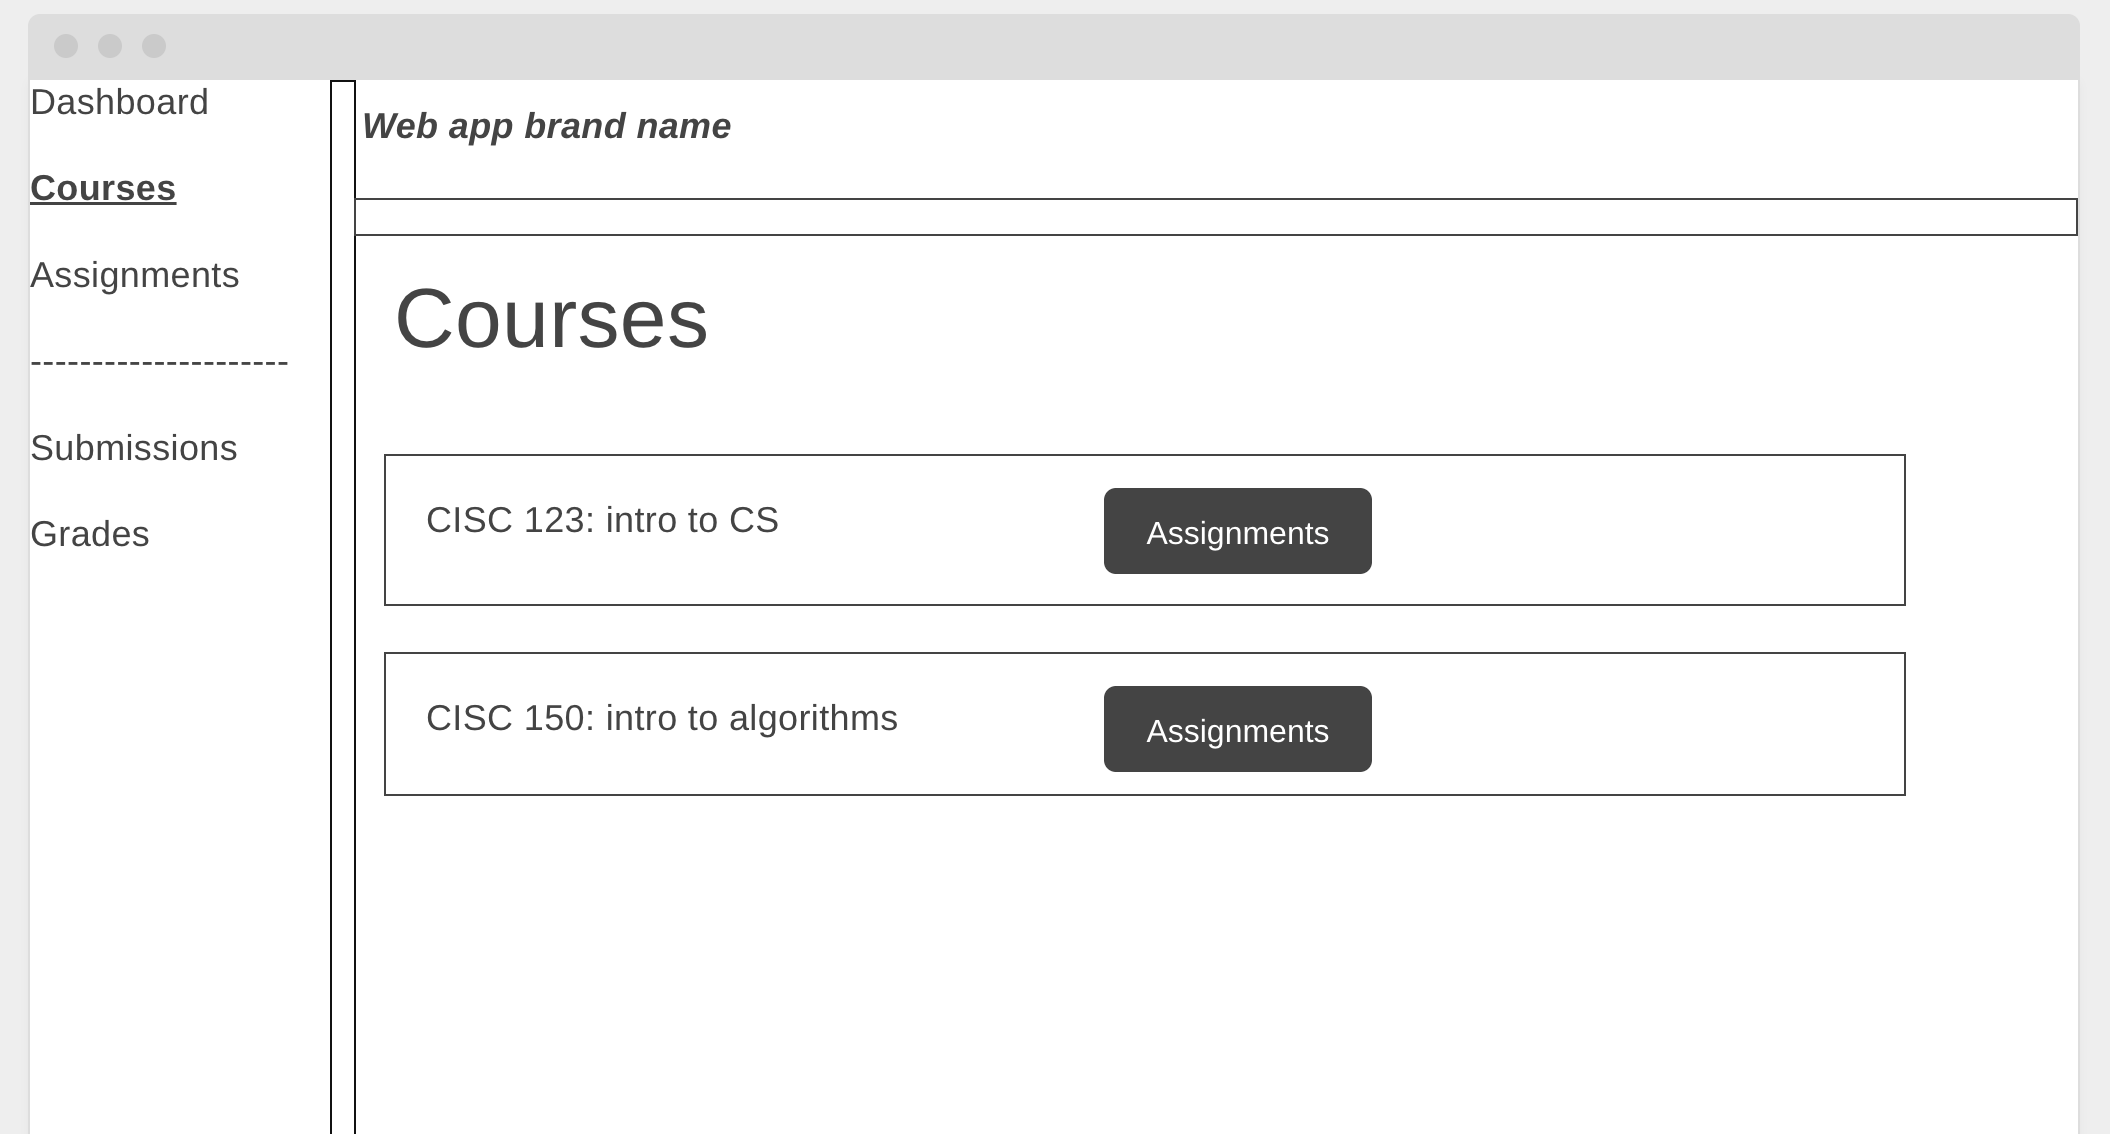 Dashboard
Courses
Assignments
---------------------
Submissions
Grades
Web app brand name
Courses
CISC 123: intro to CS
Assignments
CISC 150: intro to algorithms
Assignments